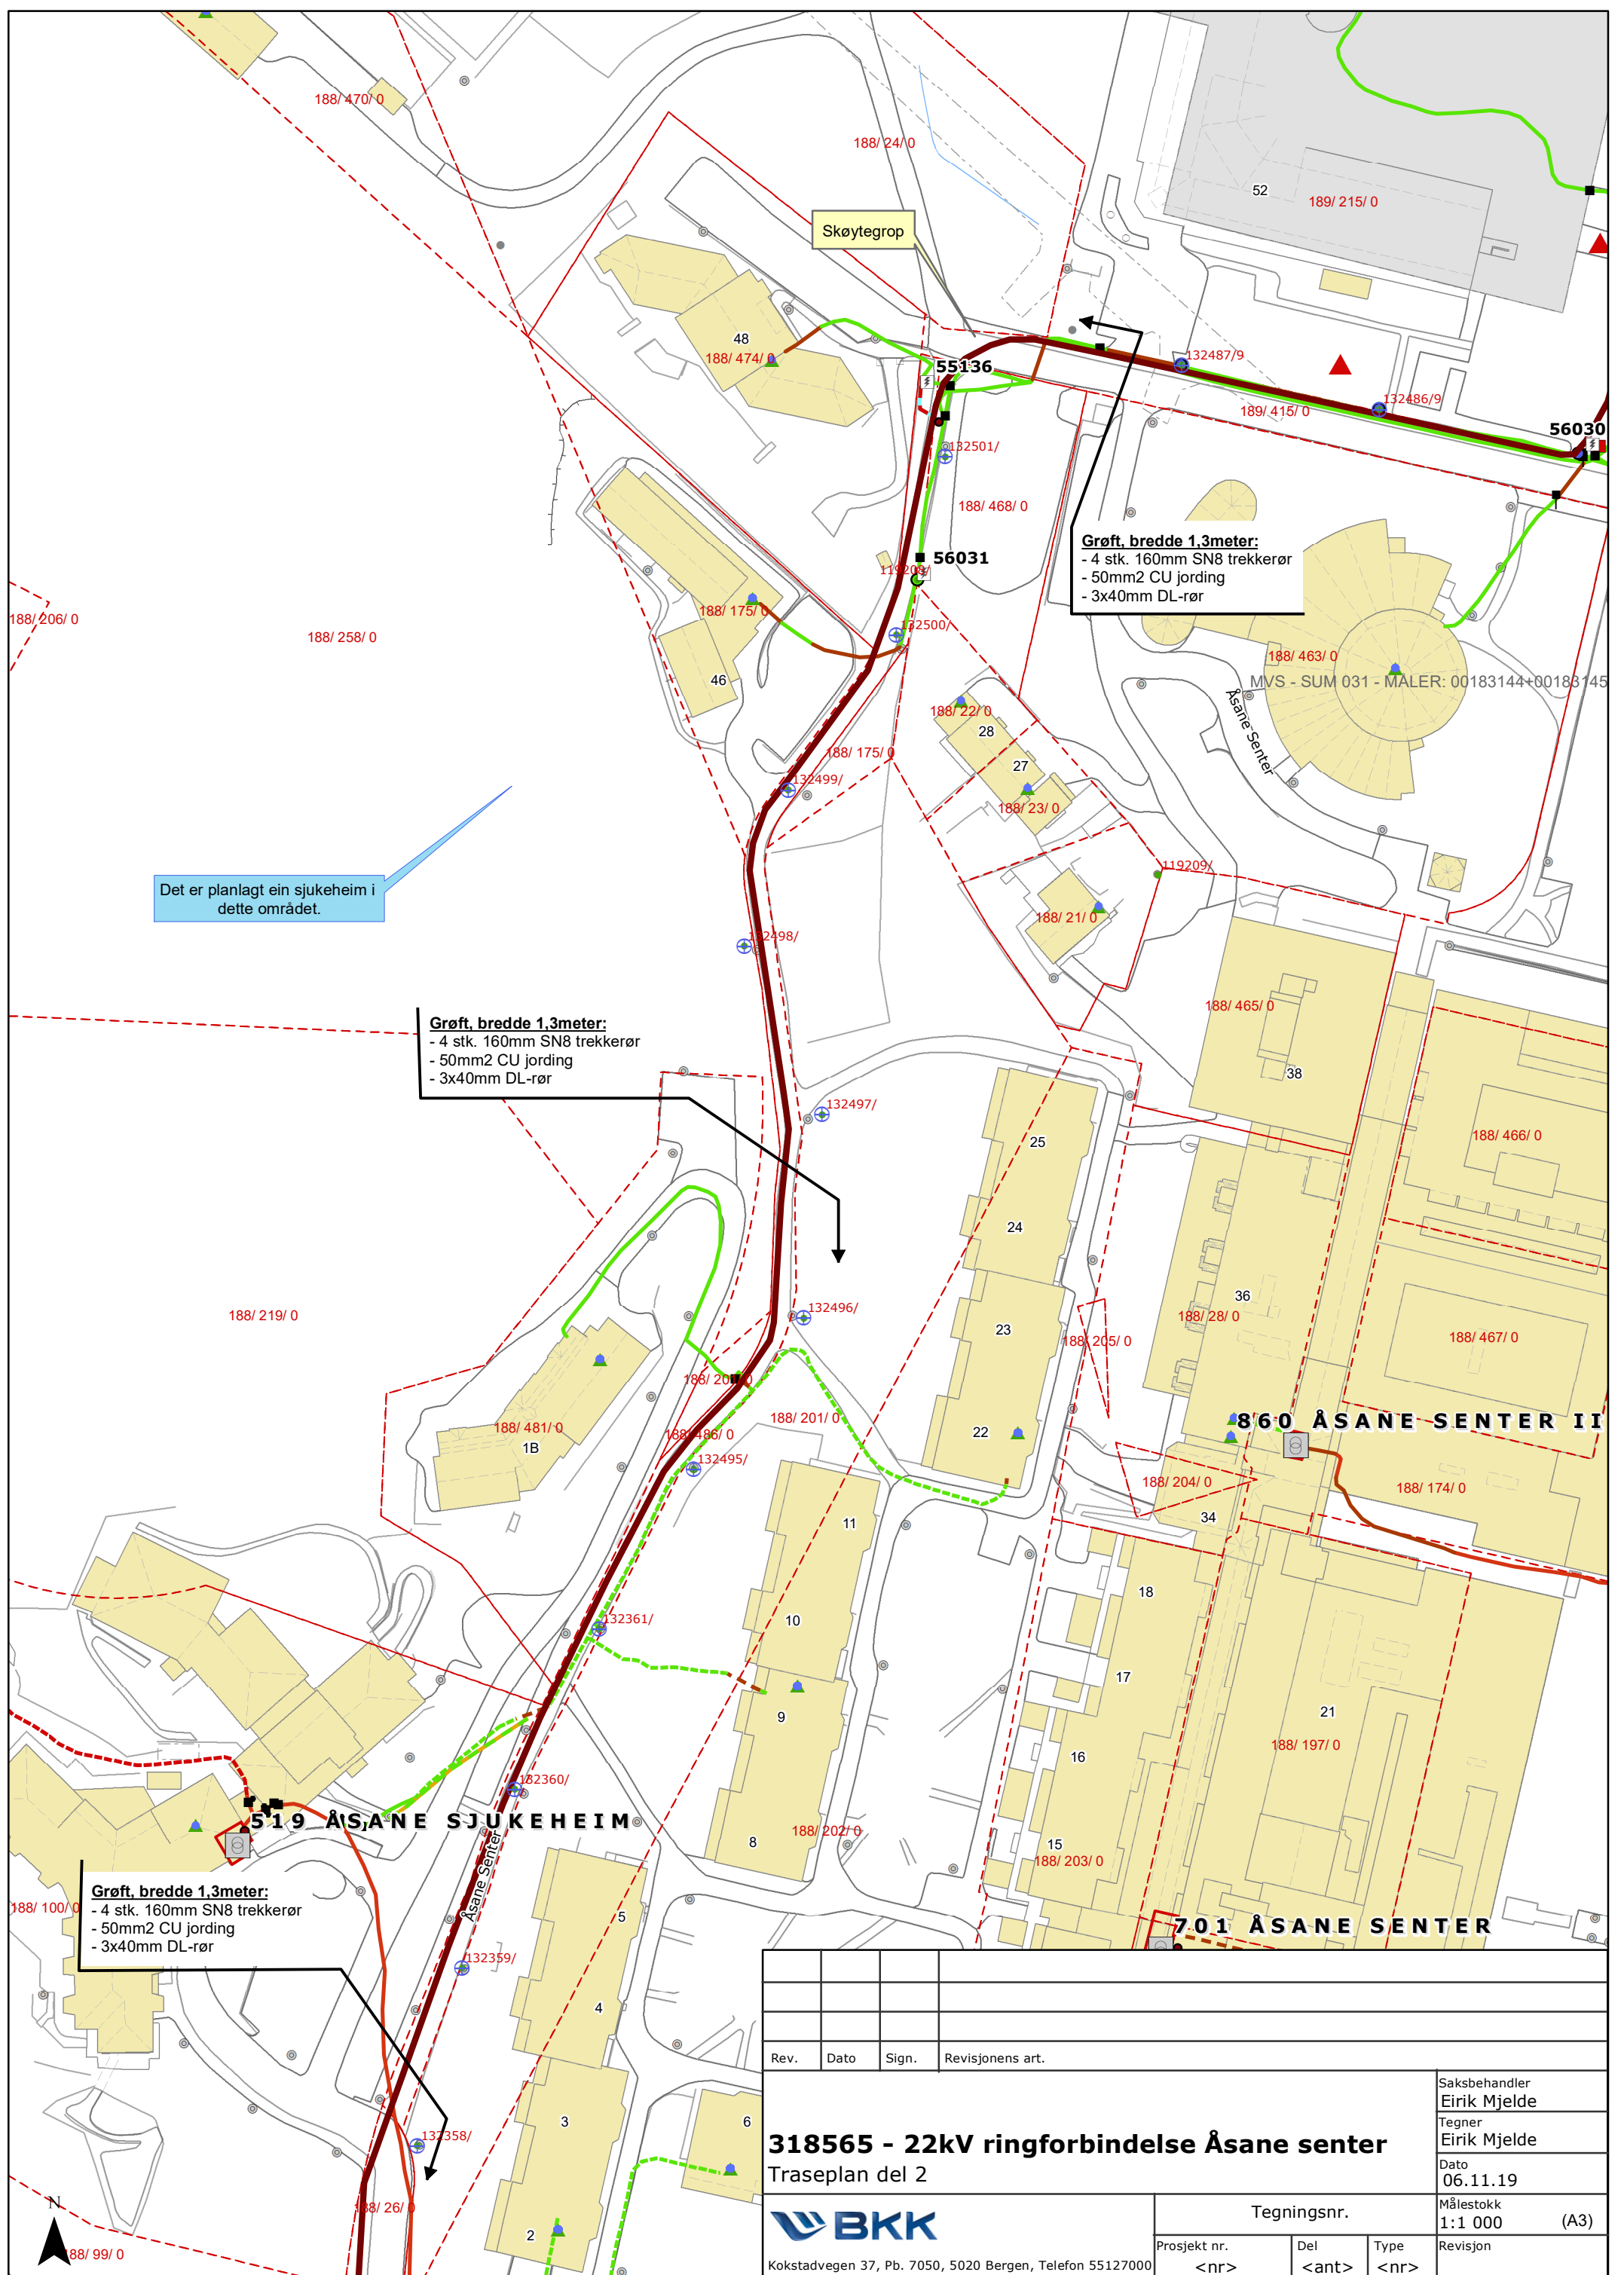 188/ 470/ 0
188/ 24/ 0
52
189/ 215/ 0
Skøytegrop
48
188/ 474/ 0
55136
132487/9
132486/9
189/ 415/ 0
56030
132501/
188/ 468/ 0
Grøft, bredde 1,3meter:
- 4 stk. 160mm SN8 trekkerør
- 50mm2 CU jording
- 3x40mm DL-rør
56031
188/ 206/ 0
188/ 258/ 0
188/ 175/ 0
132500/
46
188/ 463/ 0
MVS - SUM 031 - MÅLER: 00183144+00183145
Åsane Senter
188/ 22/ 0
28
188/ 175/ 0
27
132499/
188/ 23/ 0
119209/
Det er planlagt ein sjukeheim i
dette området.
188/ 21/ 0
132498/
188/ 465/ 0
Grøft, bredde 1,3meter:
- 4 stk. 160mm SN8 trekkerør
- 50mm2 CU jording
- 3x40mm DL-rør
38
132497/
25
188/ 466/ 0
24
36
188/ 219/ 0
132496/
188/ 28/ 0
23
188/ 205/ 0
188/ 467/ 0
188/ 201/ 0
860 ÅSANE SENTER II
188/ 481/ 0
1B
188/ 486/ 0
22
132495/
188/ 204/ 0
188/ 174/ 0
34
11
18
132361/
10
17
9
21
188/ 197/ 0
16
132360/
519 ÅSANE SJUKEHEIM
188/ 202/ 0
8
15
188/ 203/ 0
Åsane Senter
Grøft, bredde 1,3meter:
- 4 stk. 160mm SN8 trekkerør
- 50mm2 CU jording
- 3x40mm DL-rør
188/ 100/ 0
5
701 ÅSANE SENTER
132359/
4
3
6
132358/
188/ 26/ 0
2
N
188/ 99/ 0
Rev. Dato Sign. Revisjonens art.
Saksbehandler
Eirik Mjelde
Tegner
Eirik Mjelde
318565 - 22kV ringforbindelse Åsane senter
Traseplan del 2
Dato
06.11.19
BKK
Tegningsnr.
Målestokk
1:1 000 (A3)
Prosjekt nr. Del Type Revisjon
<nr> <ant> <nr>
Kokstadvegen 37, Pb. 7050, 5020 Bergen, Telefon 55127000